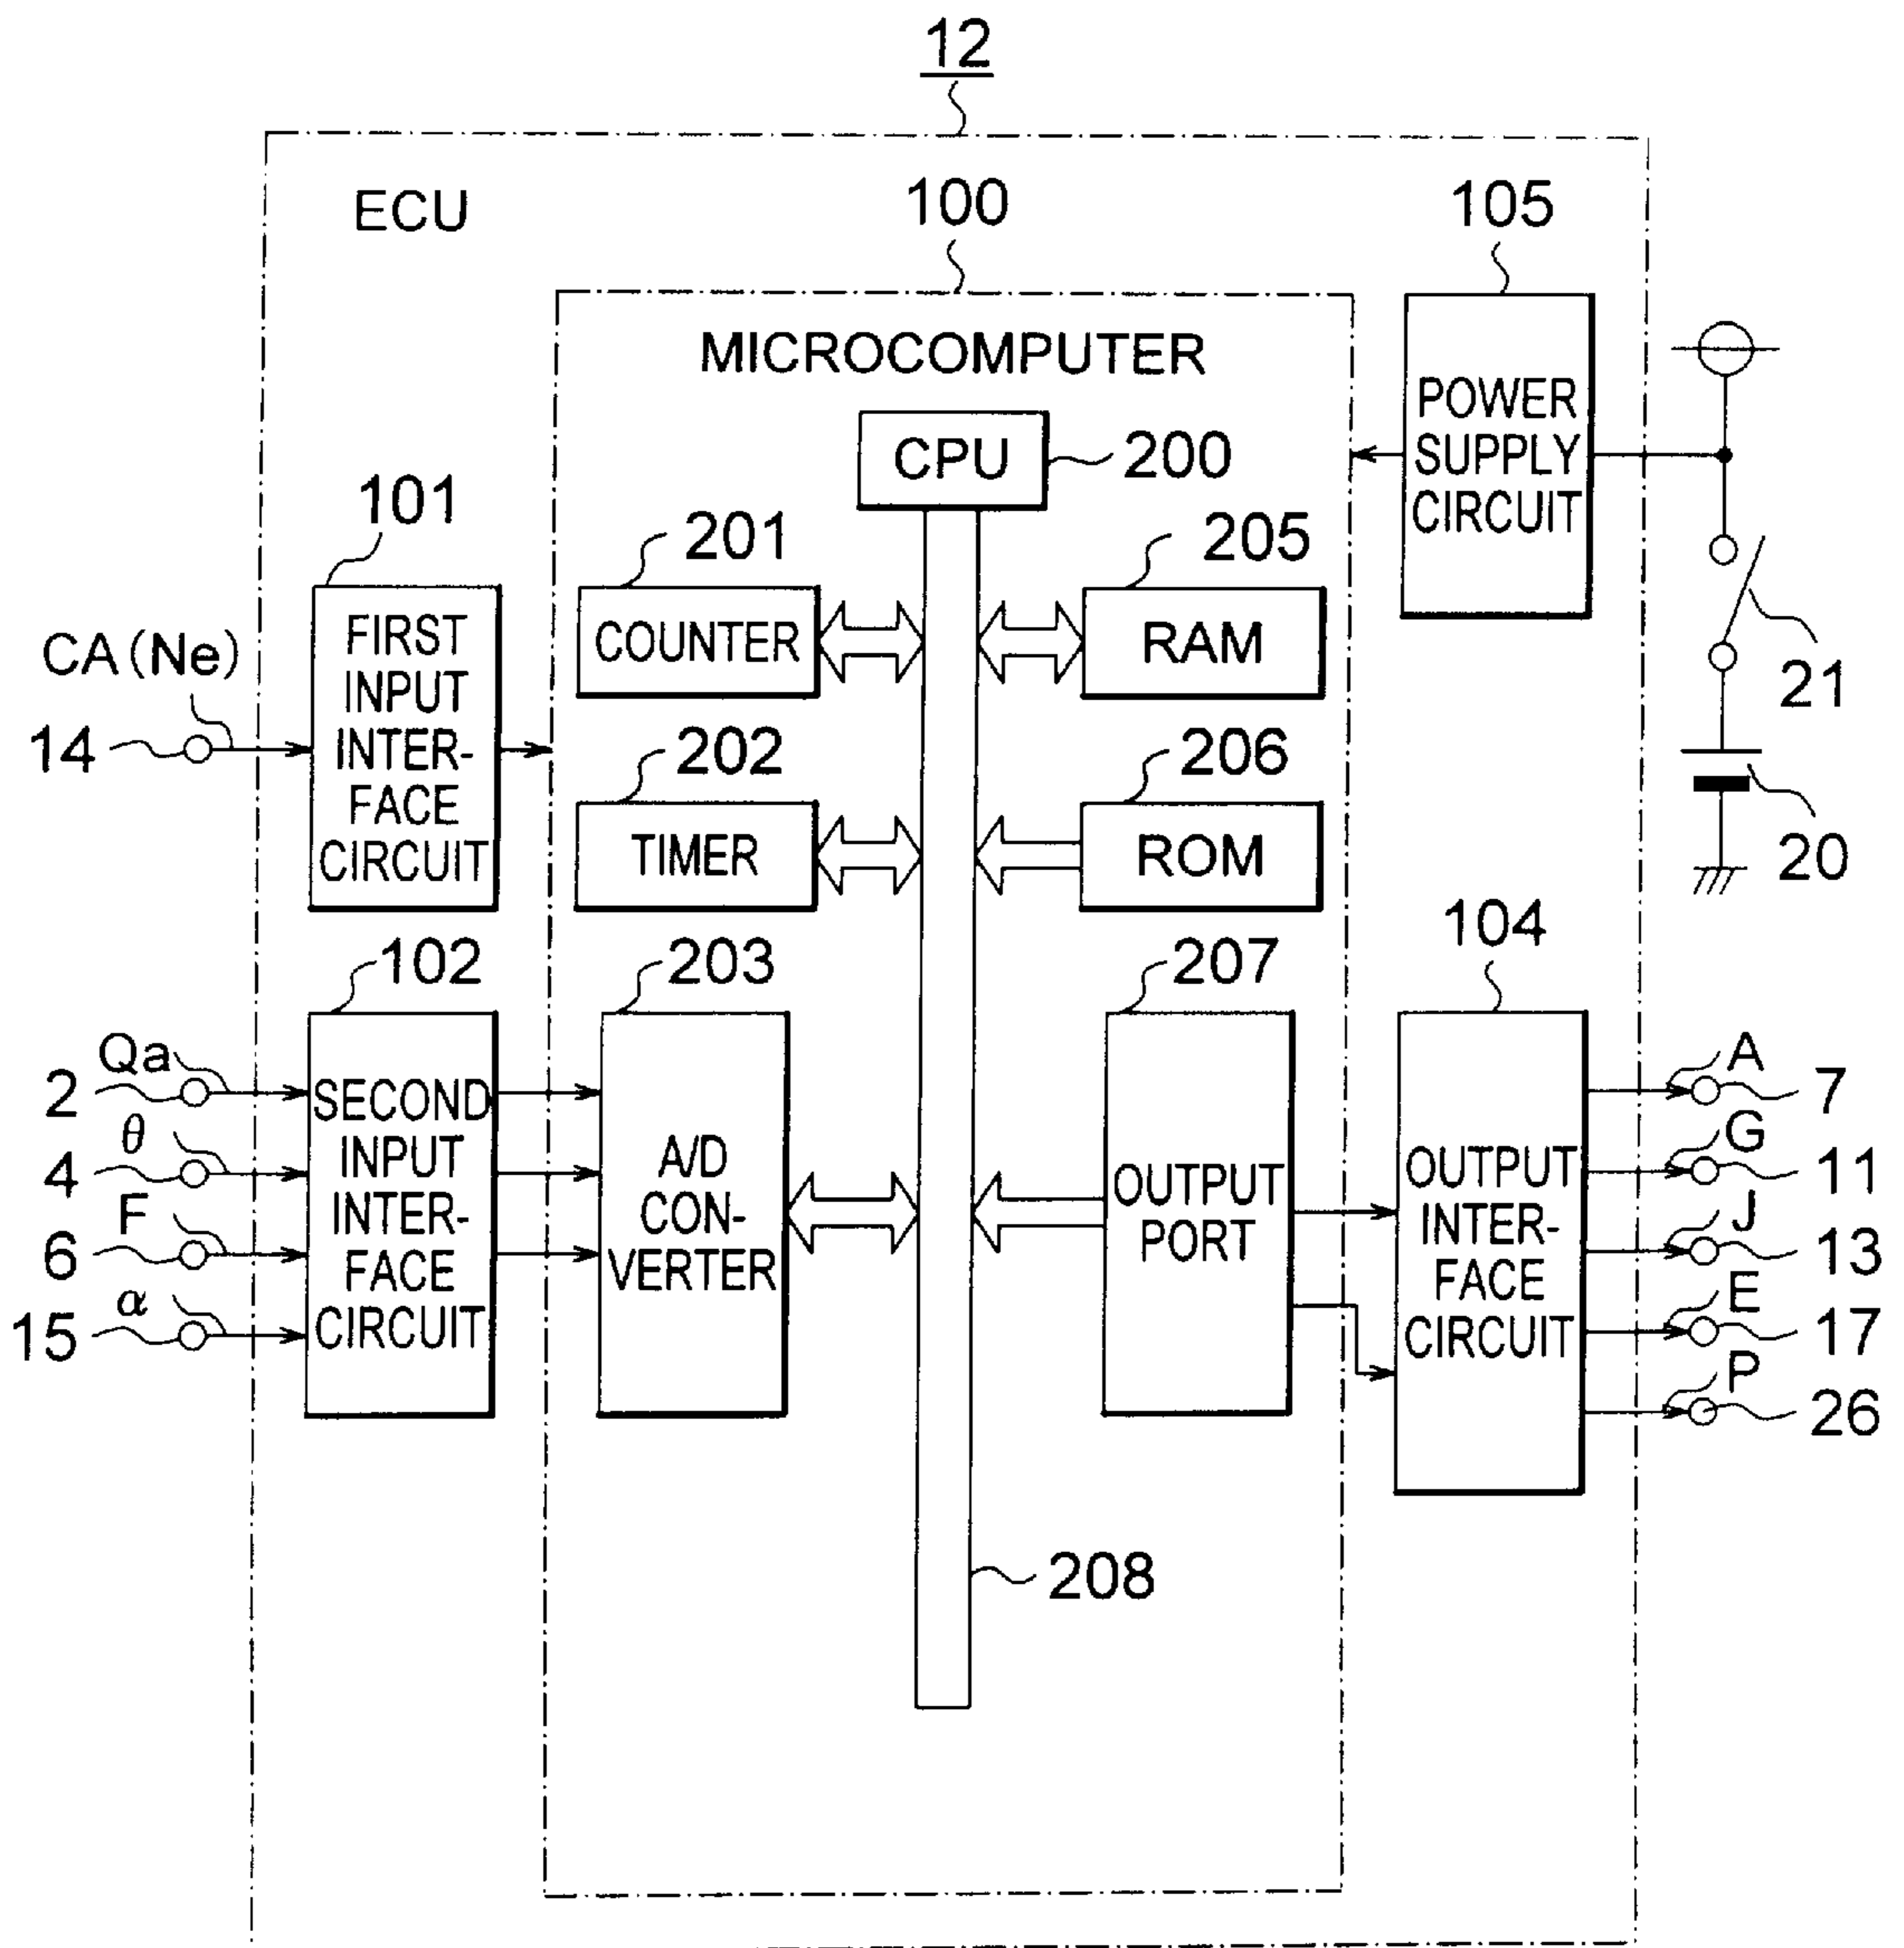 12
ECU
100
105
MICROCOMPUTER
POWER
SUPPLY
CIRCUIT
CPU
200
101
201
205
FIRST
INPUT
INTER-
FACE
CIRCUIT
COUNTER
RAM
CA(Ne)
14
21
202
206
TIMER
ROM
20
102
203
207
104
Qa
2
θ
4
F
6
α
15
SECOND
INPUT
INTER-
FACE
CIRCUIT
A/D
CON-
VERTER
OUTPUT
PORT
OUTPUT
INTER-
FACE
CIRCUIT
A
7
G
11
J
13
E
17
P
26
208